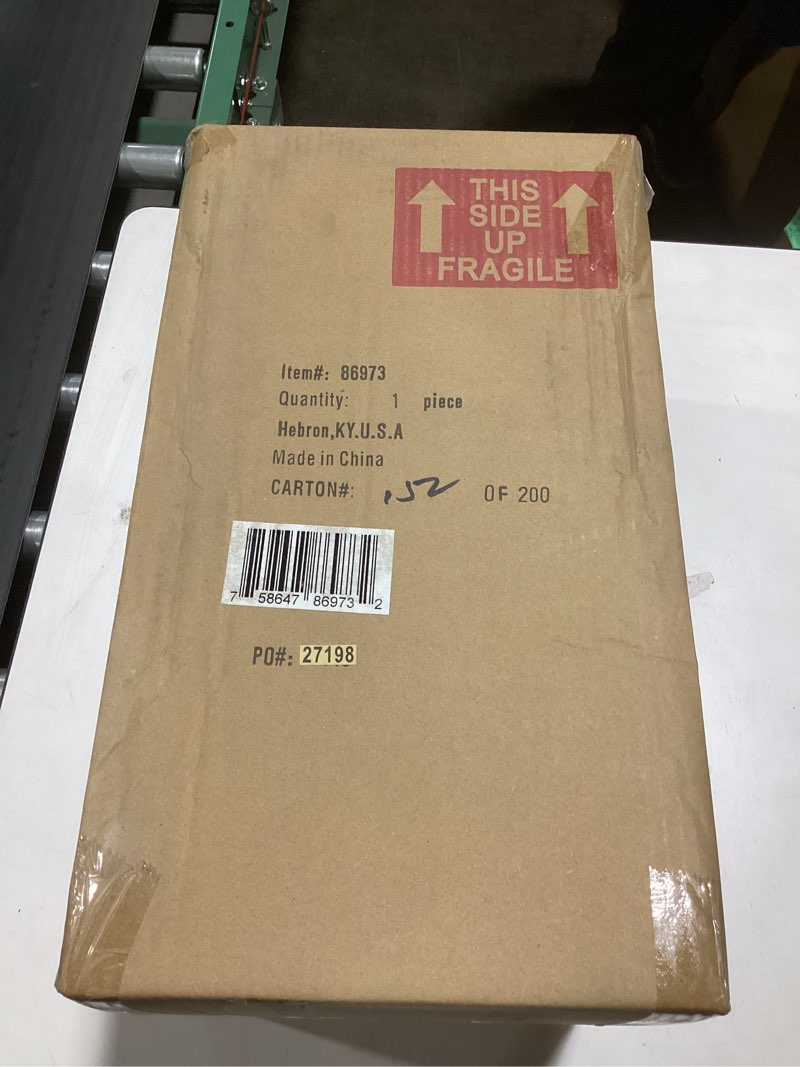 THIS
SIDE
UP
FRAGILE
Item#: 86973
Quantity: 1 piece
Hebron,KY.U.S.A
Made in China
CARTON#: 152 OF 200
7 58647 86973 2
PO#: 27198